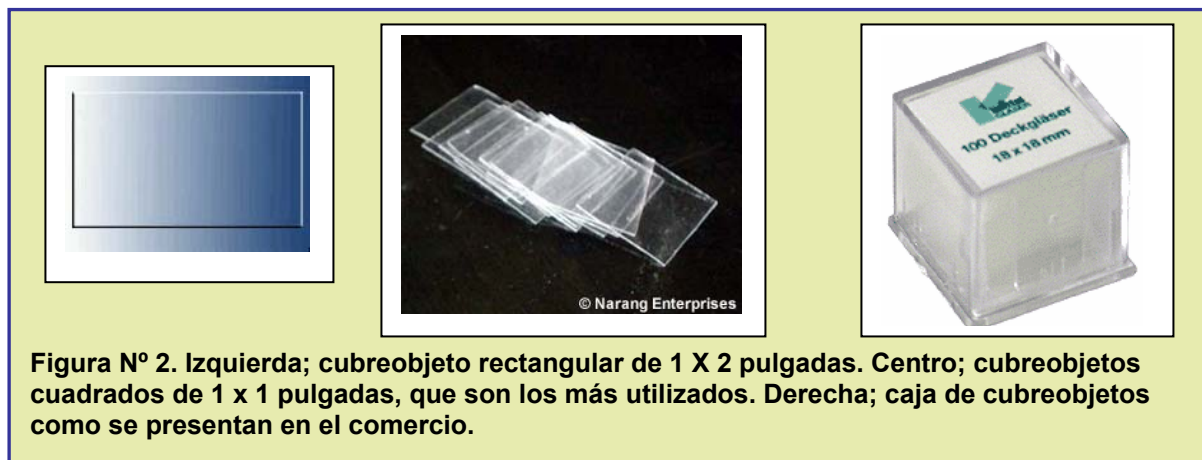 GLÄSER
100 Deckgläser
18 x 18 mm
© Narang Enterprises
Figura Nº 2. Izquierda; cubreobjeto rectangular de 1 X 2 pulgadas. Centro; cubreobjetos
cuadrados de 1 x 1 pulgadas, que son los más utilizados. Derecha; caja de cubreobjetos
como se presentan en el comercio.